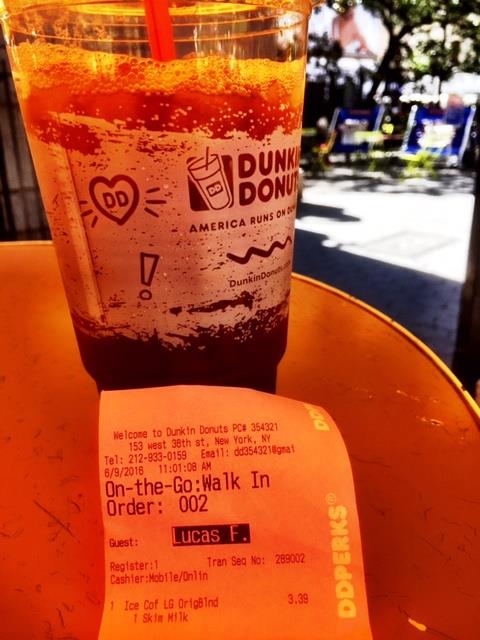 DD
DUNKIN
DONUT
AMERICA RUNS ON
!
DunkinDonuts.
Welcome to Dunkin Donuts PC# 354321
153 west 38th st, New York, NY
Tel: 212-933-0159 Email: dd354321@gmai
6/9/2016 11:01:08 AM
On-the-Go:Walk In
Order: 002
Guest: Lucas F.
Register:1 Tran Seq No: 289002
Cashier:Mobile/Onlin
1 Ice Cof LG OrigBlnd 3.39
1 Skim Milk
DDPERKS®
DD